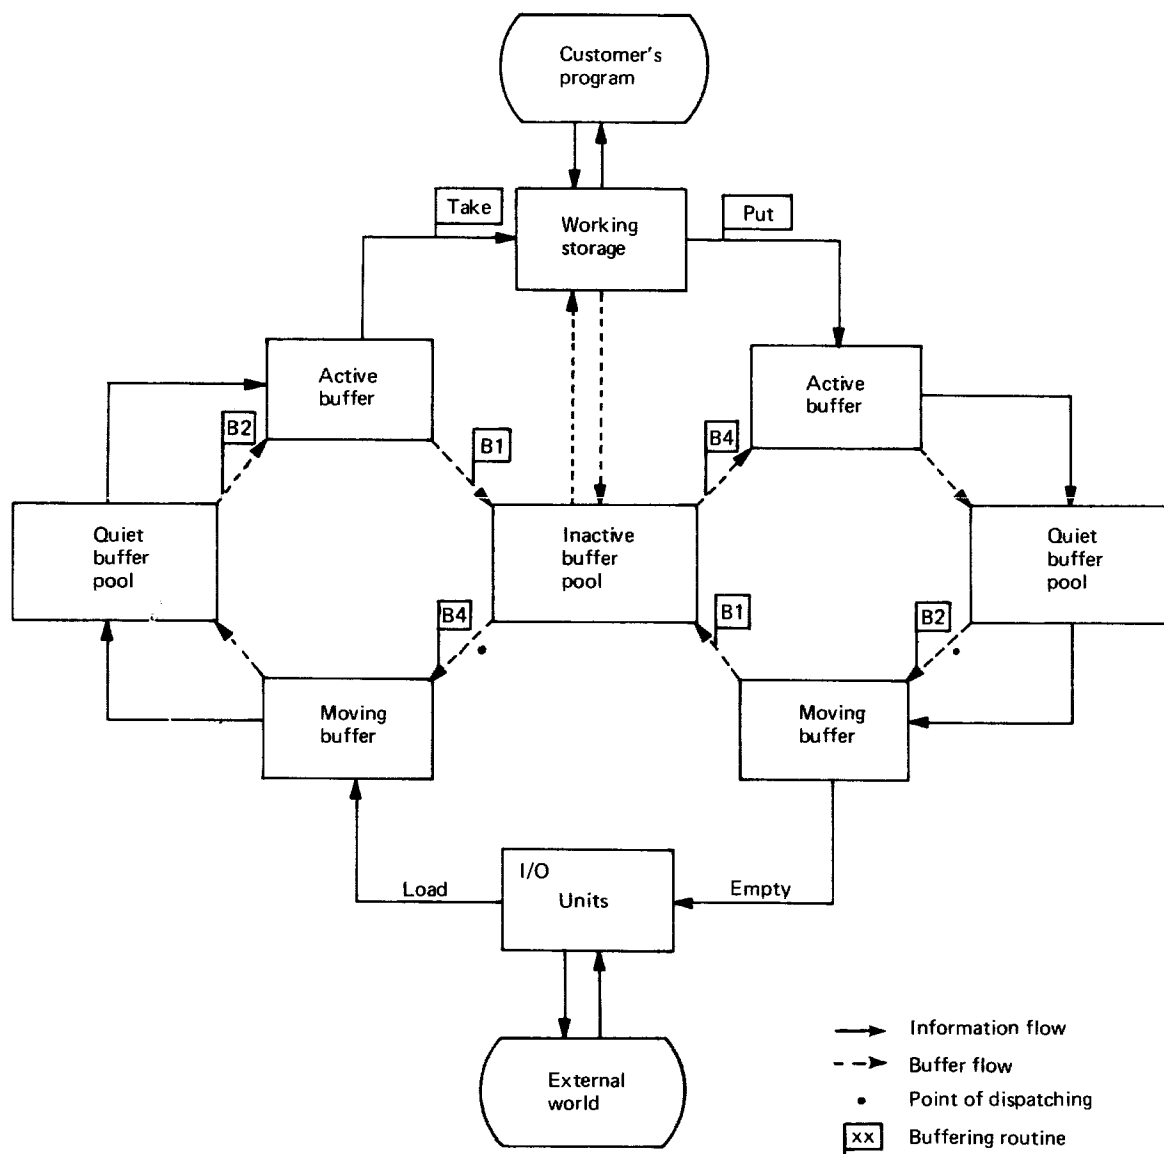 Customer's
program
Take
Working
storage
Put
Active
buffer
Active
buffer
B2
B1
B4
Quiet
buffer
pool
Inactive
buffer
pool
Quiet
buffer
pool
B4
B1
B2
Moving
buffer
Moving
buffer
I/O
Units
Load
Empty
External
world
Information flow
Buffer flow
Point of dispatching
xx
Buffering routine